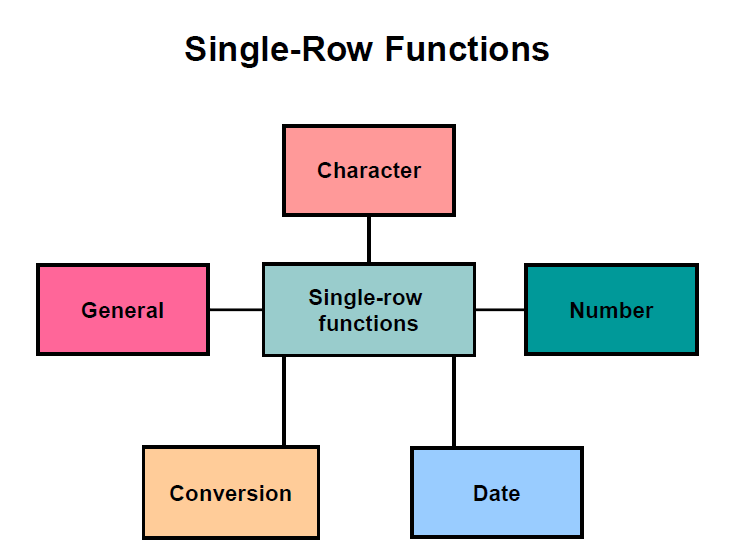 Single-Row Functions
Character
General
Single-row
functions
Number
Conversion
Date